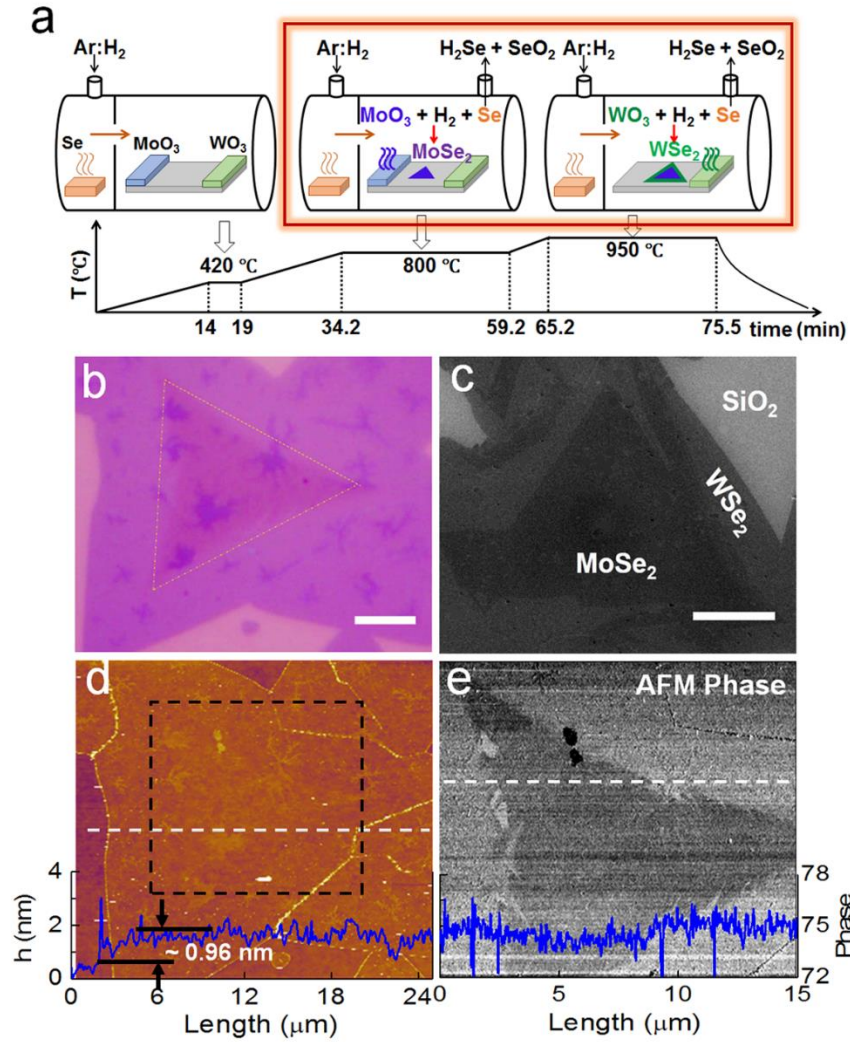 a
Ar:H₂
Se
MoO₃
WO₃
Ar:H₂
H₂Se + SeO₂
MoO₃ + H₂ + Se
MoSe₂
Ar:H₂
H₂Se + SeO₂
WO₃ + H₂ + Se
WSe₂
T (℃)
420 ℃
800 ℃
950 ℃
14
19
34.2
59.2
65.2
75.5
time (min)
b
c
SiO₂
WSe₂
MoSe₂
d
h (nm)
4
2
0
~ 0.96 nm
0
6
12
18
24
Length (μm)
e
AFM Phase
78
75
72
Phase
0
5
10
15
Length (μm)